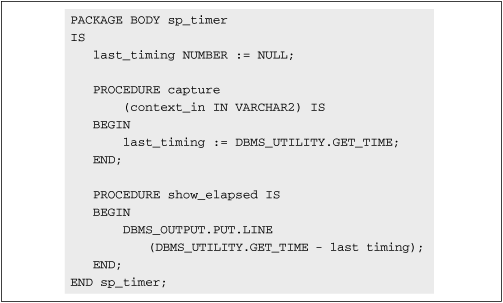 PACKAGE BODY sp_timer
IS
last_timing NUMBER := NULL;
PROCEDURE capture
(context_in IN VARCHAR2) IS
BEGIN
last_timing := DBMS_UTILITY.GET_TIME;
END;
PROCEDURE show_elapsed IS
BEGIN
DBMS_OUTPUT.PUT.LINE
(DBMS_UTILITY.GET_TIME - last timing);
END;
END sp_timer;